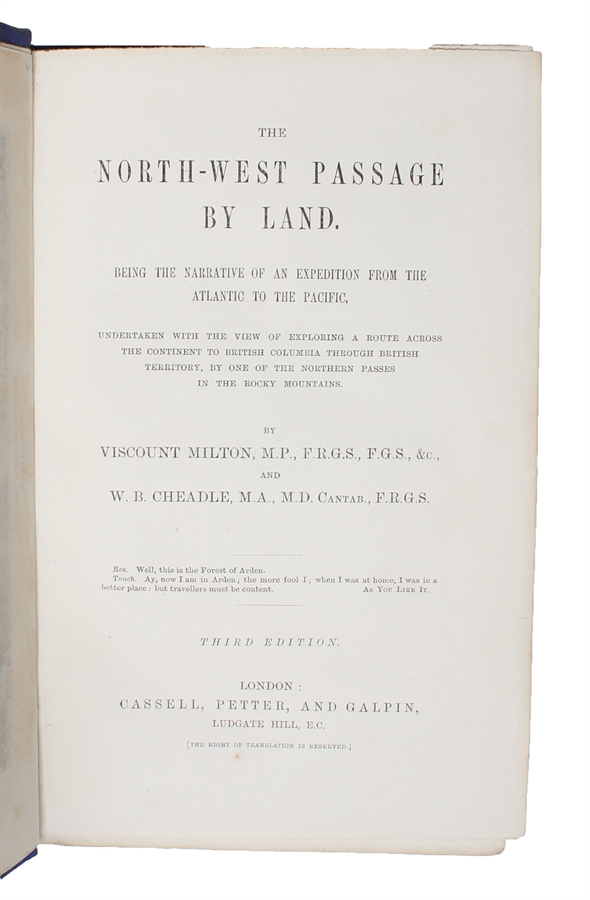 THE
NORTH-WEST PASSAGE
BY LAND.
BEING THE NARRATIVE OF AN EXPEDITION FROM THE
ATLANTIC TO THE PACIFIC,
UNDERTAKEN WITH THE VIEW OF EXPLORING A ROUTE ACROSS
THE CONTINENT TO BRITISH COLUMBIA THROUGH BRITISH
TERRITORY, BY ONE OF THE NORTHERN PASSES
IN THE ROCKY MOUNTAINS.
BY
VISCOUNT MILTON, M.P., F.R.G.S., F.G.S., &c.,
AND
W. B. CHEADLE, M.A., M.D. CANTAB., F.R.G.S.
Ros. Well, this is the Forest of Arden.
Touch. Ay, now I am in Arden; the more fool I; when I was at home, I was in a
better place: but travellers must be content. AS YOU LIKE IT.
THIRD EDITION.
LONDON:
CASSELL, PETTER, AND GALPIN,
LUDGATE HILL, E.C.
[THE RIGHT OF TRANSLATION IS RESERVED.]